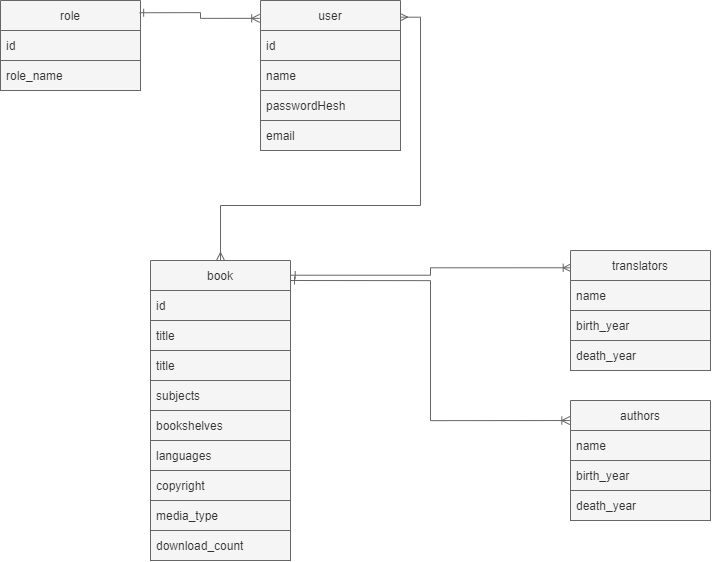 role
id
role_name
user
id
name
passwordHesh
email
book
id
title
title
subjects
bookshelves
languages
copyright
media_type
download_count
translators
name
birth_year
death_year
authors
name
birth_year
death_year